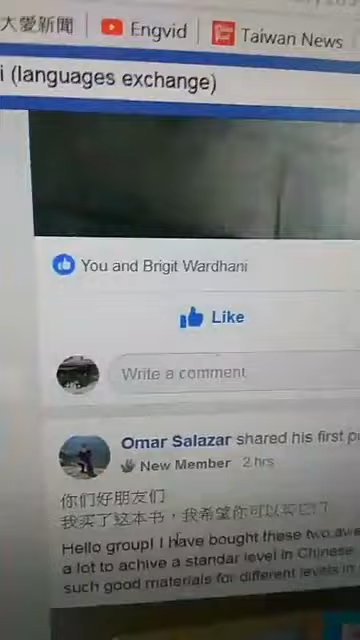 大愛新聞 Engvid Taiwan News
i (languages exchange)
You and Brigit Wardhani
Like
Write a comment
Omar Salazar shared his first
New Member 2 hrs
你们好朋友们
我买了这本书，我希望你可以买
Hello group! I have bought these two
a lot to achive a standar level in Chinese
such good materials for different levels in